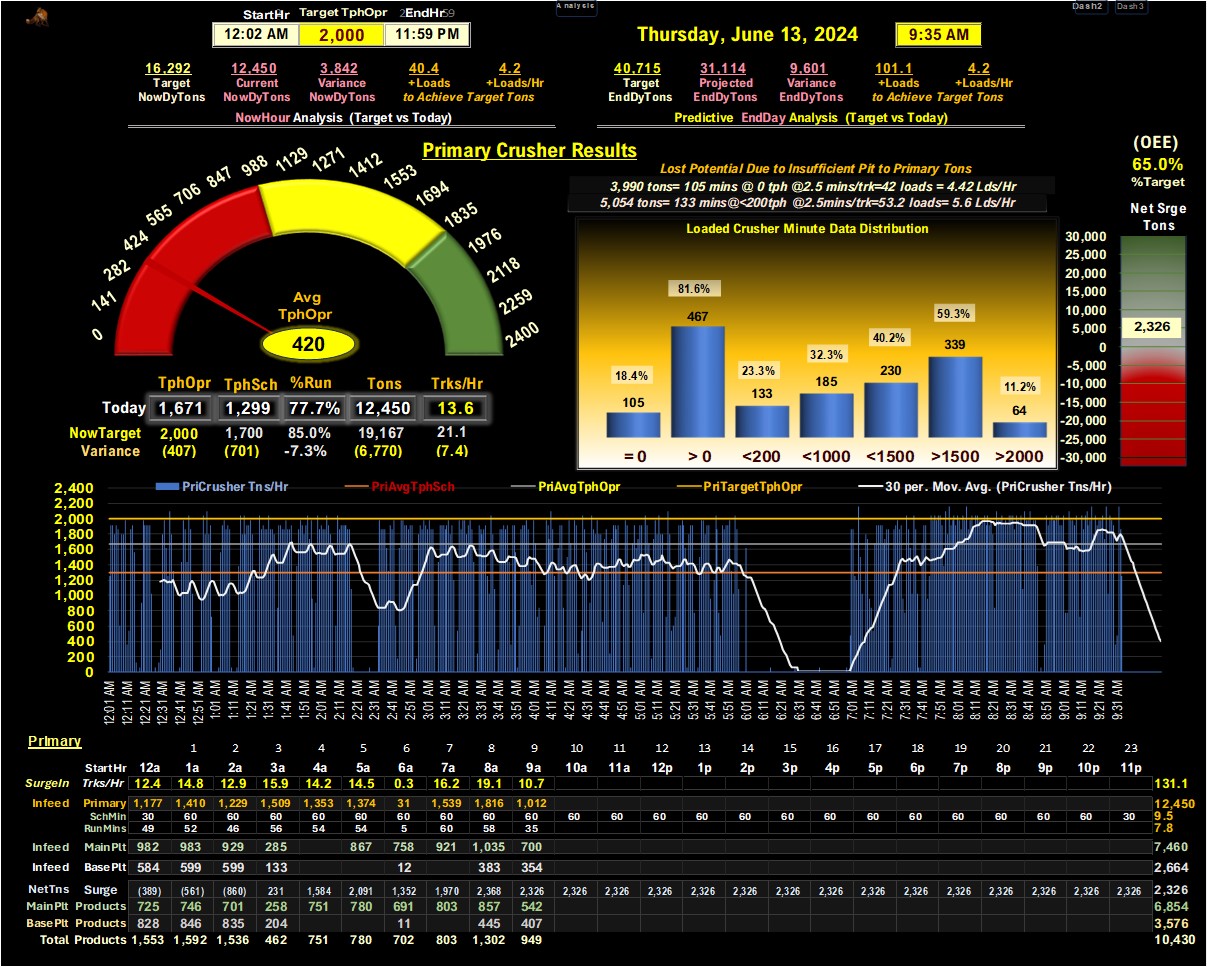 StartHr Target TphOpr EndHr
12:02 AM 2,000 11:59 PM
Analysis
Dash2 Dash3
Thursday, June 13, 2024 9:35 AM
16,292 12,450 3,842 40.4 4.2
Target Current Variance +Loads +Loads/Hr
NowDyTons NowDyTons NowDyTons to Achieve Target Tons
NowHour Analysis (Target vs Today)
40,715 31,114 9,601 101.1 4.2
Target Projected Variance +Loads +Loads/Hr
EndDyTons EndDyTons EndDyTons to Achieve Target Tons
Predictive EndDay Analysis (Target vs Today)
Primary Crusher Results
0 141 282 424 565 706 847 988 1129 1271 1412 1553 1694 1835 1976 2118 2259 2400
Avg
TphOpr
420
TphOpr TphSch %Run Tons Trks/Hr
Today 1,671 1,299 77.7% 12,450 13.6
NowTarget 2,000 1,700 85.0% 19,167 21.1
Variance (407) (701) -7.3% (6,770) (7.4)
Lost Potential Due to Insufficient Pit to Primary Tons
3,990 tons= 105 mins @ 0 tph @2.5 mins/trk=42 loads = 4.42 Lds/Hr
5,054 tons= 133 mins@<200tph @2.5mins/trk=53.2 loads= 5.6 Lds/Hr
Loaded Crusher Minute Data Distribution
18.4% 81.6% 23.3% 32.3% 40.2% 59.3% 11.2%
105 467 133 185 230 339 64
= 0 > 0 <200 <1000 <1500 >1500 >2000
(OEE)
65.0%
%Target
Net Srge
Tons
30,000
25,000
20,000
15,000
10,000
5,000
0
-5,000
-10,000
-15,000
-20,000
-25,000
-30,000
2,326
PriCrusher Tns/Hr PriAvgTphSch PriAvgTphOpr PriTargetTphOpr 30 per. Mov. Avg. (PriCrusher Tns/Hr)
2,400
2,200
2,000
1,800
1,600
1,400
1,200
1,000
800
600
400
200
0
12:01 AM 12:11 AM 12:21 AM 12:31 AM 12:41 AM 12:51 AM 1:01 AM 1:11 AM 1:21 AM 1:31 AM 1:41 AM 1:51 AM 2:01 AM 2:11 AM 2:21 AM 2:31 AM 2:41 AM 2:51 AM 3:01 AM 3:11 AM 3:21 AM 3:31 AM 3:41 AM 3:51 AM 4:01 AM 4:11 AM 4:21 AM 4:31 AM 4:41 AM 4:51 AM 5:01 AM 5:11 AM 5:21 AM 5:31 AM 5:41 AM 5:51 AM 6:01 AM 6:11 AM 6:21 AM 6:31 AM 6:41 AM 6:51 AM 7:01 AM 7:11 AM 7:21 AM 7:31 AM 7:41 AM 7:51 AM 8:01 AM 8:11 AM 8:21 AM 8:31 AM 8:41 AM 8:51 AM 9:01 AM 9:11 AM 9:21 AM 9:31 AM
Primary
1 2 3 4 5 6 7 8 9 10 11 12 13 14 15 16 17 18 19 20 21 22 23
StartHr 12a 1a 2a 3a 4a 5a 6a 7a 8a 9a 10a 11a 12p 1p 2p 3p 4p 5p 6p 7p 8p 9p 10p 11p
SurgeIn Trks/Hr 12.4 14.8 12.9 15.9 14.2 14.5 0.3 16.2 19.1 10.7 131.1
Infeed Primary 1,177 1,410 1,229 1,509 1,353 1,374 31 1,539 1,816 1,012 12,450
SchMin 30 60 60 60 60 60 60 60 60 60 60 60 60 60 60 60 60 60 60 60 60 60 60 30 9.5
RunMins 49 52 46 56 54 54 5 60 58 35 7.8
Infeed MainPlt 982 983 929 285 867 758 921 1,035 700 7,460
Infeed BasePlt 584 599 599 133 12 383 354 2,664
NetTns Surge (389) (561) (860) 231 1,584 2,091 1,352 1,970 2,368 2,326 2,326 2,326 2,326 2,326 2,326 2,326 2,326 2,326 2,326 2,326 2,326 2,326 2,326 2,326 2,326
MainPlt Products 725 746 701 258 751 780 691 803 857 542 6,854
BasePlt Products 828 846 835 204 11 445 407 3,576
Total Products 1,553 1,592 1,536 462 751 780 702 803 1,302 949 10,430